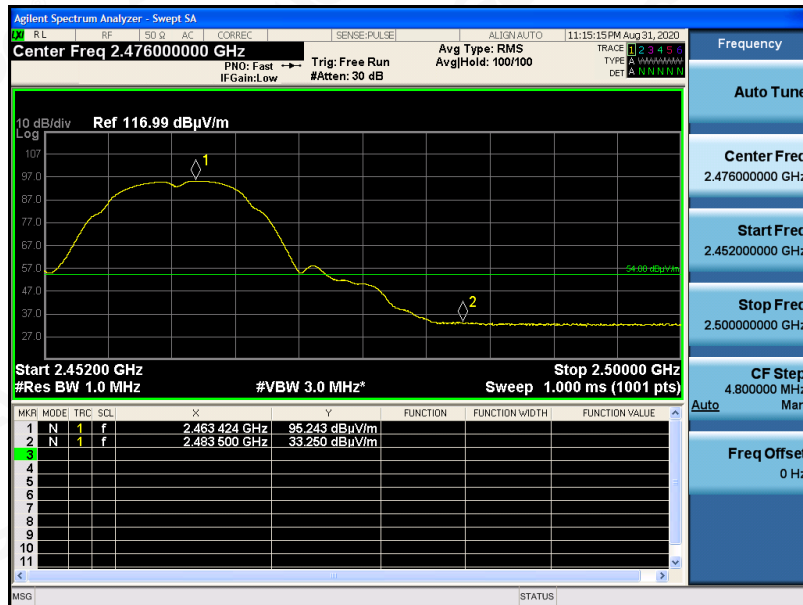 Agilent Spectrum Analyzer - Swept SA
LXI RL RF 50 Ω AC CORREC SENSE:PULSE ALIGNAUTO 11:15:15 PM Aug 31, 2020
Center Freq 2.476000000 GHz
PNO: Fast
IFGain:Low
Trig: Free Run
#Atten: 30 dB
Avg Type: RMS
Avg|Hold: 100/100
TRACE 1 2 3 4 5 6
TYPE A WWWWW
DET A N N N N N
10 dB/div Ref 116.99 dBµV/m
Log
107
97.0
87.0
77.0
67.0
57.0
47.0
37.0
27.0
1
2
54.00 dBµV/m
Start 2.45200 GHz Stop 2.50000 GHz
#Res BW 1.0 MHz #VBW 3.0 MHz* Sweep 1.000 ms (1001 pts)
MKR MODE TRC SCL X Y FUNCTION FUNCTION WIDTH FUNCTION VALUE
1 N 1 f 2.463 424 GHz 95.243 dBµV/m
2 N 1 f 2.483 500 GHz 33.250 dBµV/m
3
4
5
6
7
8
9
10
11
MSG STATUS
Frequency
Auto Tune
Center Freq
2.476000000 GHz
Start Freq
2.452000000 GHz
Stop Freq
2.500000000 GHz
CF Step
4.800000 MHz
Auto Man
Freq Offset
0 Hz